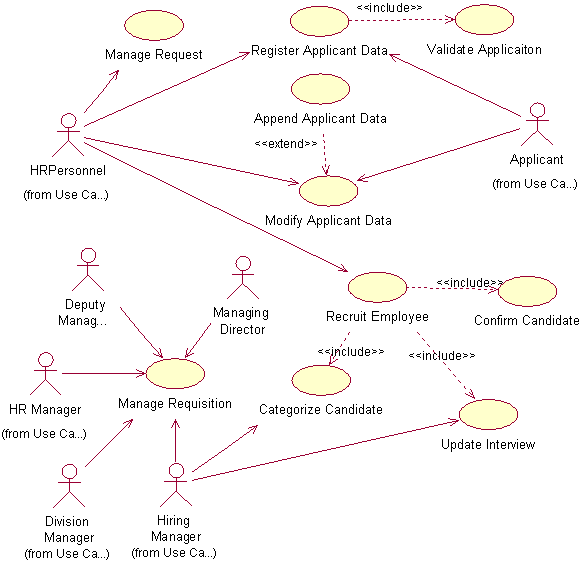 <<include>>
Manage Request
Register Applicant Data
Validate Applicaiton
Append Applicant Data
<<extend>>
HRPersonnel
(from Use Ca...)
Applicant
(from Use Ca...)
Modify Applicant Data
<<include>>
Deputy
Manag...
Managing
Director
Recruit Employee
Confirm Candidate
<<include>>
<<include>>
HR Manager
(from Use Ca...)
Manage Requisition
Categorize Candidate
Update Interview
Division
Manager
(from Use Ca...)
Hiring
Manager
(from Use Ca...)